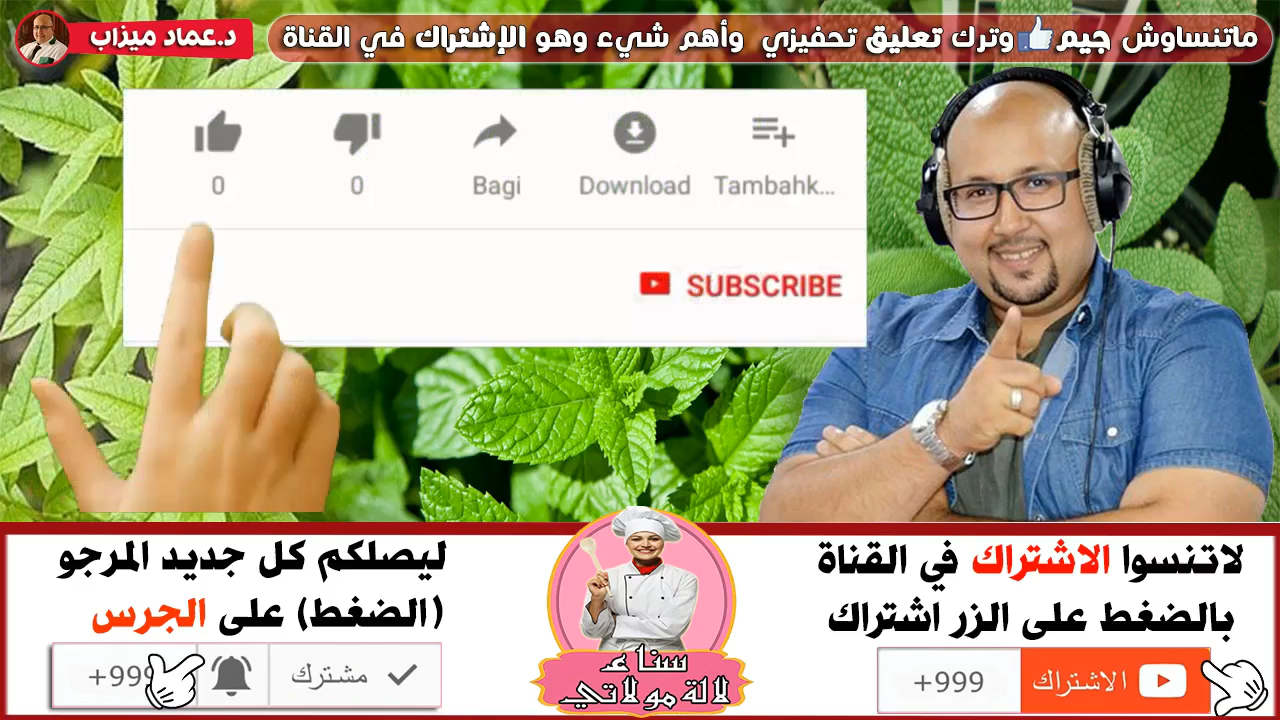 ماتنساوش جيم وترك تعليق تحفيزي وأهم شيء وهو الإشتراك في القناة
د.عماد ميزاب
0
0
Bagi
Download
Tambahk...
SUBSCRIBE
لاتنسوا الاشتراك في القناة
بالضغط على الزر اشتراك
+999
الاشتراك
ليصلكم كل جديد المرجو
(الضغط) على الجرس
+999
مشترك
سناء
لالة مولاتي